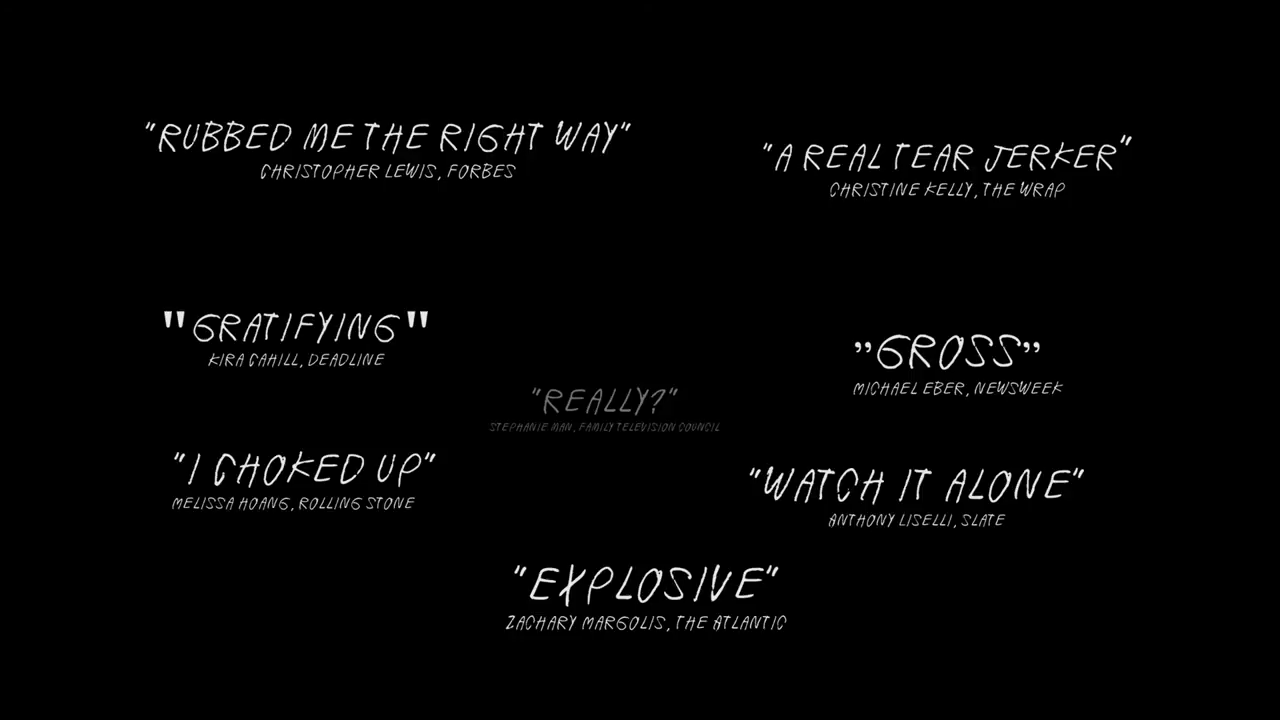 "RUBBED ME THE RIGHT WAY"
CHRISTOPHER LEWIS, FORBES
"A REAL TEAR JERKER"
CHRISTINE KELLY, THE WRAP
"GRATIFYING"
KIRA CAHILL, DEADLINE
”GROSS”
MICHAEL EBER, NEWSWEEK
"REALLY?"
STEPHANIE MAN, FAMILY TELEVISION COUNCIL
"I CHOKED UP"
MELISSA HOANG, ROLLING STONE
"WATCH IT ALONE"
ANTHONY LISELLI, SLATE
"EXPLOSIVE"
ZACHARY MARGOLIS, THE ATLANTIC